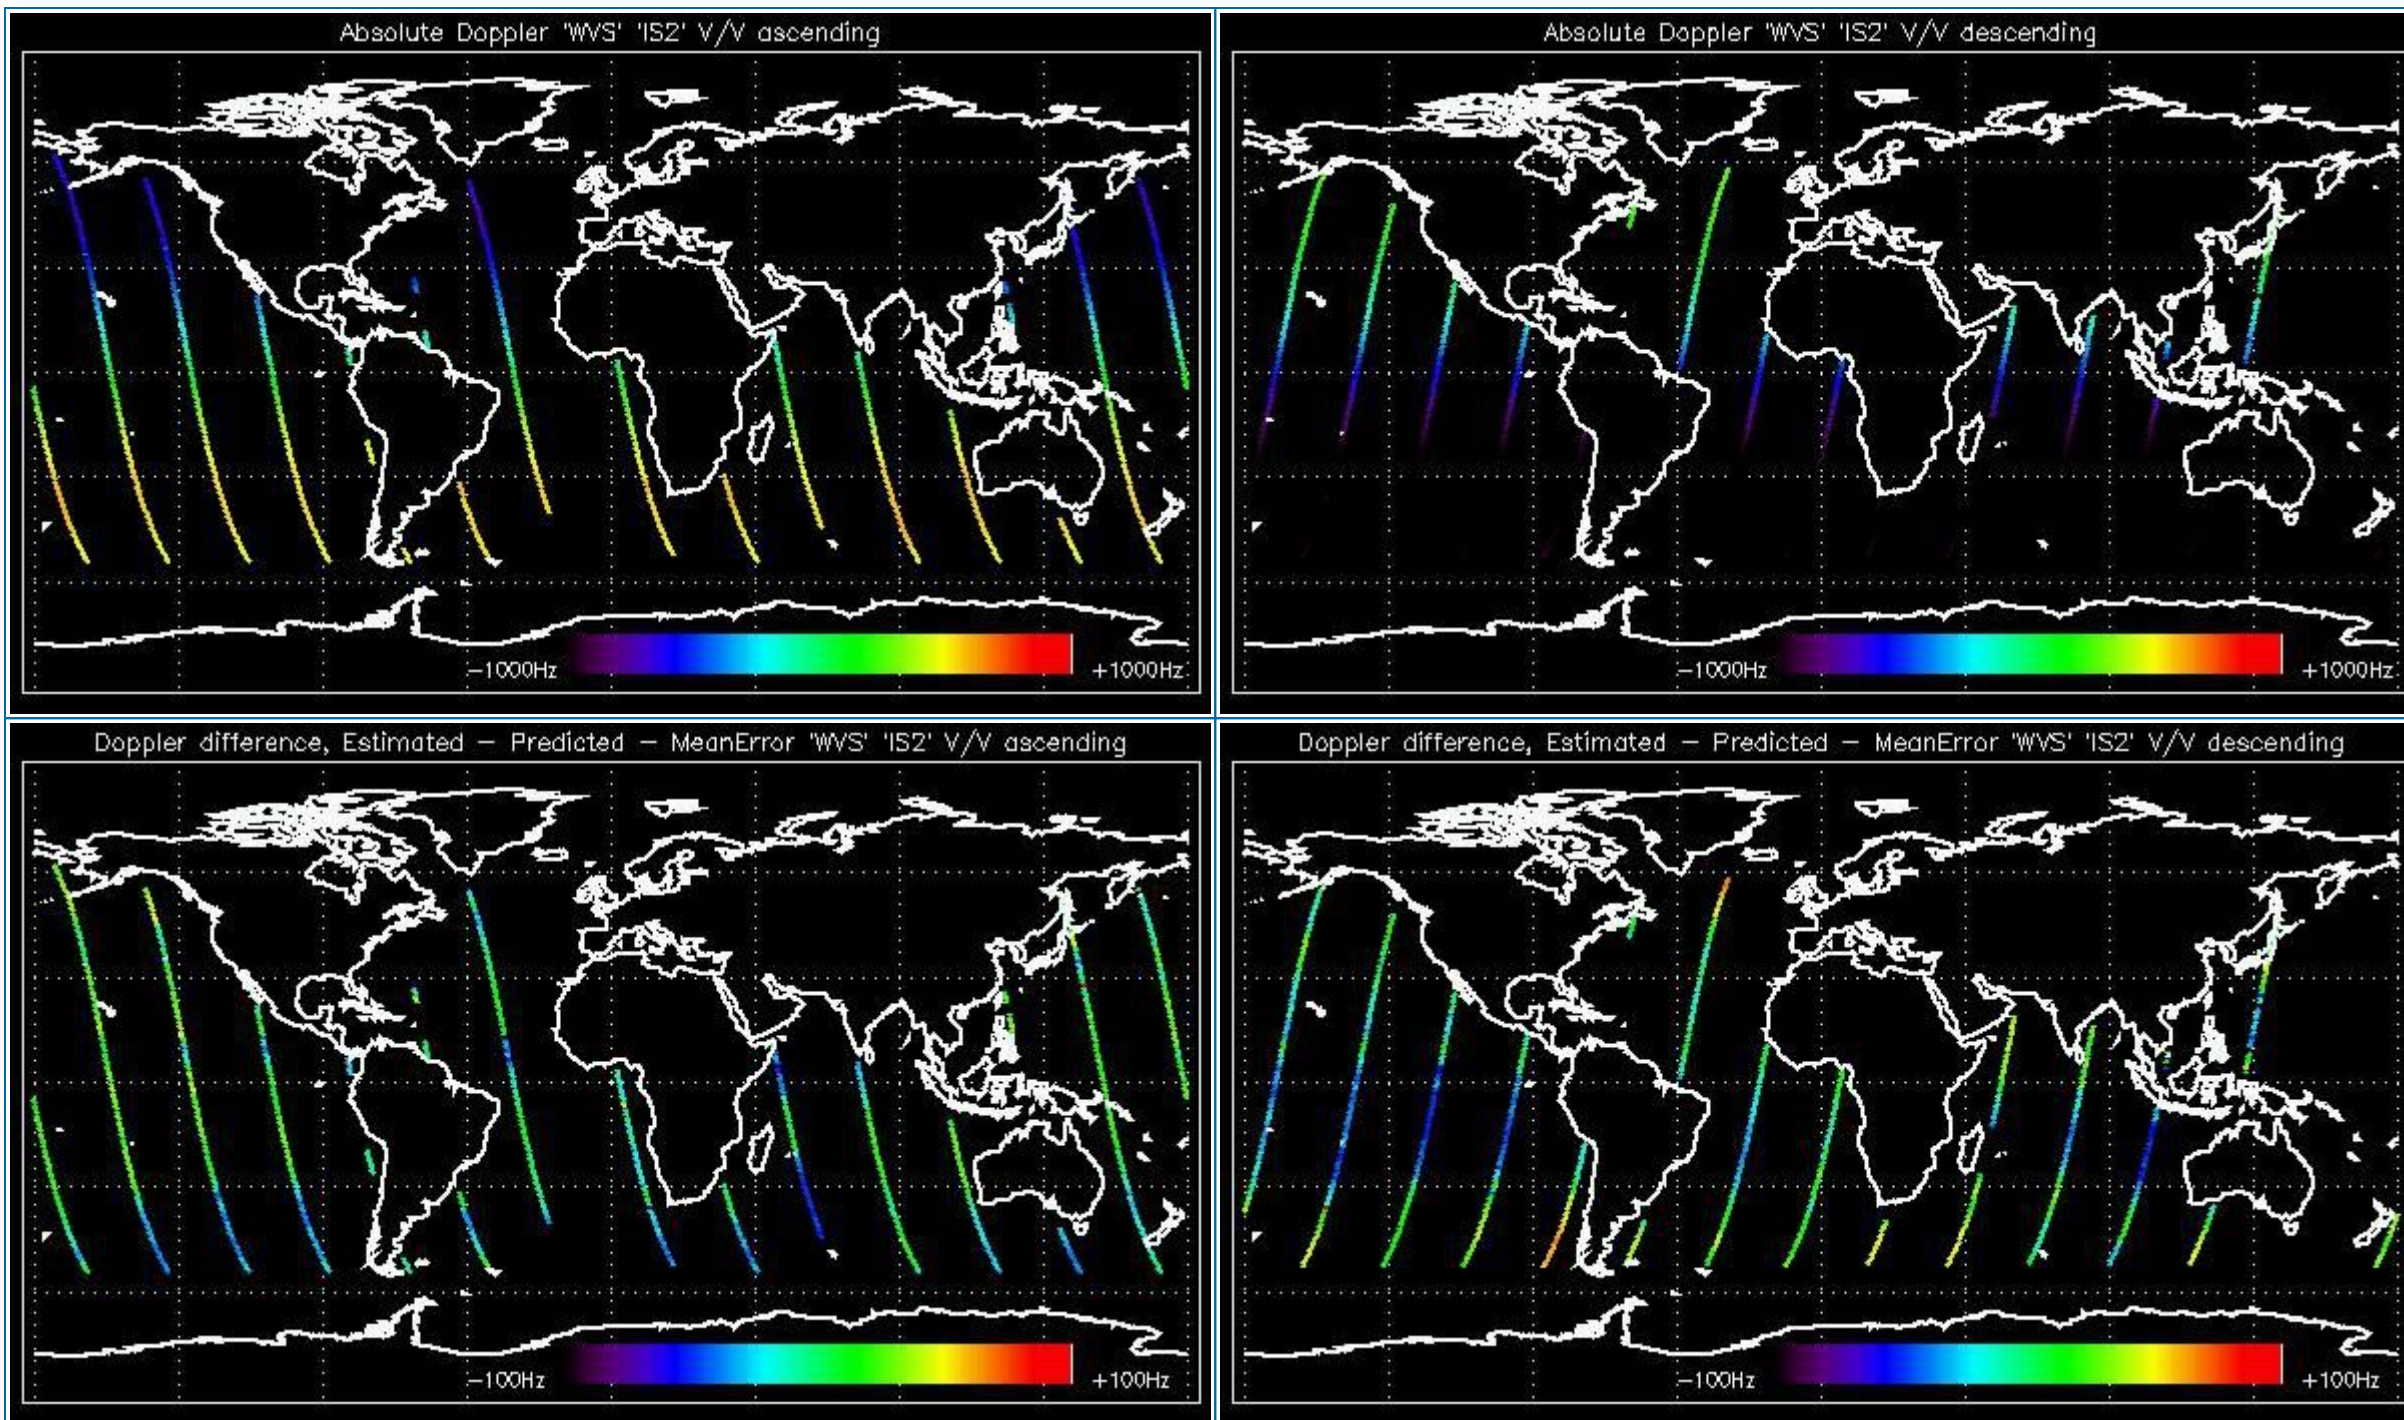 Absolute Doppler 'WVS' 'IS2' V/V ascending
−1000Hz +1000Hz
Absolute Doppler 'WVS' 'IS2' V/V descending
−1000Hz +1000Hz
Doppler difference, Estimated − Predicted − MeanError 'WVS' 'IS2' V/V ascending
−100Hz +100Hz
Doppler difference, Estimated − Predicted − MeanError 'WVS' 'IS2' V/V descending
−100Hz +100Hz